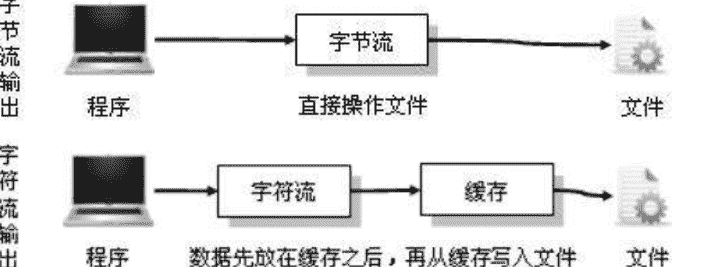 字节流输出
字节流
程序
直接操作文件
文件
字符流输出
字符流
缓存
程序
数据先放在缓存之后，再从缓存写入文件
文件